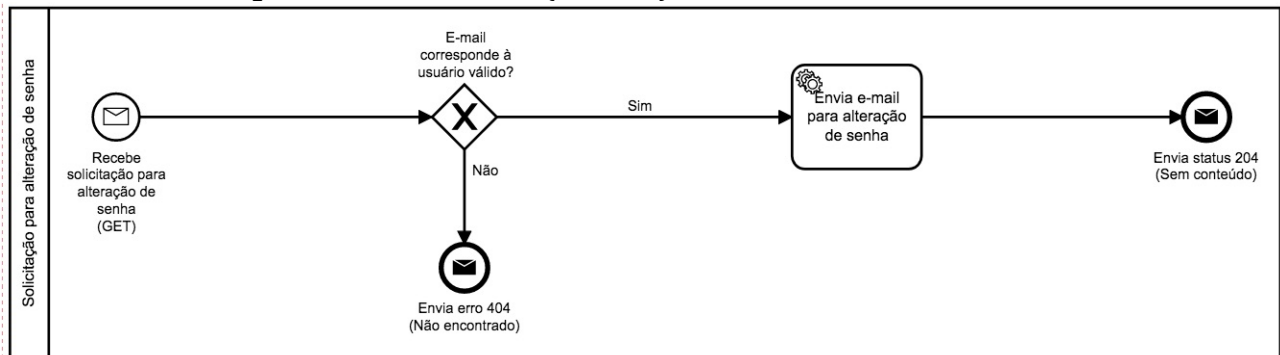 Solicitação para alteração de senha
Recebe
solicitação para
alteração de
senha
(GET)
E-mail
corresponde à
usuário válido?
Sim
Não
Envia erro 404
(Não encontrado)
Envia e-mail
para alteração
de senha
Envia status 204
(Sem conteúdo)